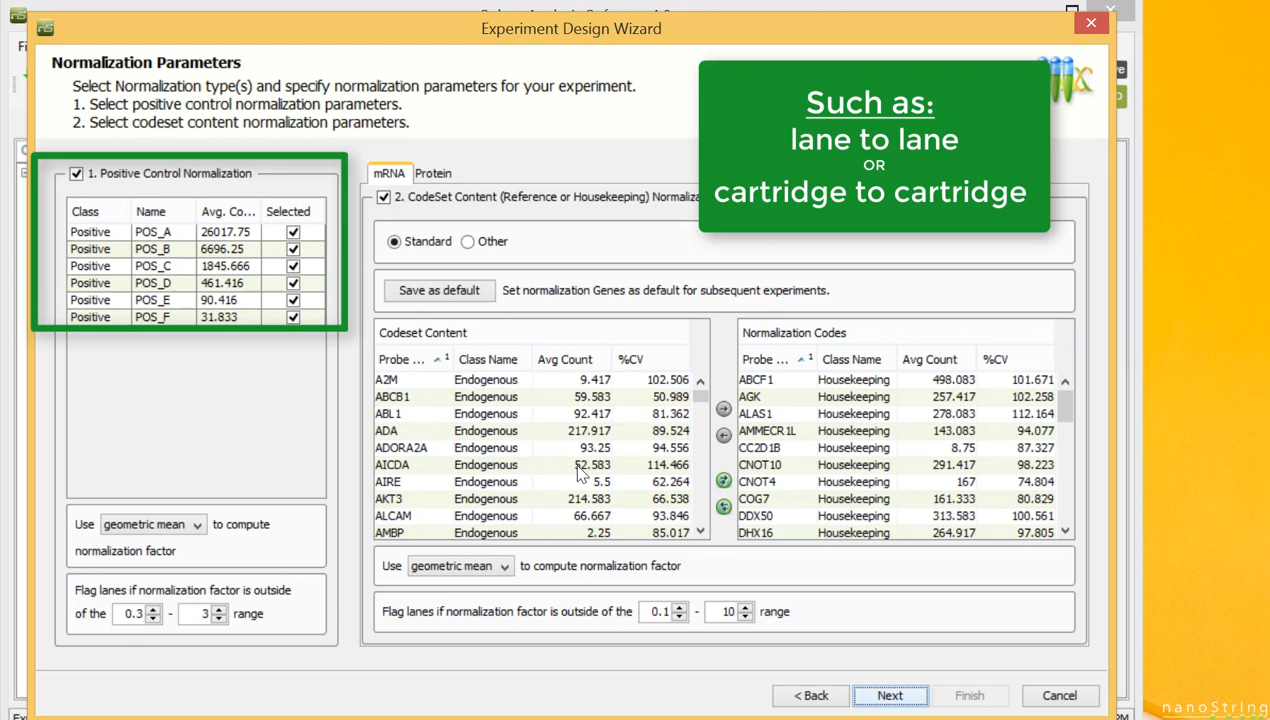 Experiment Design Wizard
Normalization Parameters
Select Normalization type(s) and specify normalization parameters for your experiment.
1. Select positive control normalization parameters.
2. Select codeset content normalization parameters.
Such as:
lane to lane
OR
cartridge to cartridge
1. Positive Control Normalization
Class Name Avg. Co... Selected
Positive POS_A 26017.75
Positive POS_B 6696.25
Positive POS_C 1845.666
Positive POS_D 461.416
Positive POS_E 90.416
Positive POS_F 31.833
Use geometric mean to compute
normalization factor
Flag lanes if normalization factor is outside
of the 0.3 - 3 range
mRNA Protein
2. CodeSet Content (Reference or Housekeeping)
Standard Other
Save as default Set normalization Genes as default for subsequent experiments.
Codeset Content
Probe ... 1 Class Name Avg Count %CV
A2M Endogenous 9.417 102.506
ABCB1 Endogenous 59.583 50.989
ABL1 Endogenous 92.417 81.362
ADA Endogenous 217.917 89.524
ADORA2A Endogenous 93.25 94.556
AICDA Endogenous 52.583 114.466
AIRE Endogenous 5.5 62.264
AKT3 Endogenous 214.583 66.538
ALCAM Endogenous 66.667 93.846
AMBP Endogenous 2.25 85.017
Normalization Codes
Probe ... 1 Class Name Avg Count %CV
ABCF1 Housekeeping 498.083 101.671
AGK Housekeeping 257.417 102.258
ALAS1 Housekeeping 278.083 112.164
AMMECR1L Housekeeping 143.083 94.077
CC2D1B Housekeeping 8.75 87.327
CNOT10 Housekeeping 291.417 98.223
CNOT4 Housekeeping 167 74.804
COG7 Housekeeping 161.333 80.829
DDX50 Housekeeping 313.583 100.561
DHX16 Housekeeping 264.917 97.805
Use geometric mean to compute normalization factor
Flag lanes if normalization factor is outside of the 0.1 - 10 range
< Back Next Finish Cancel
nanoString